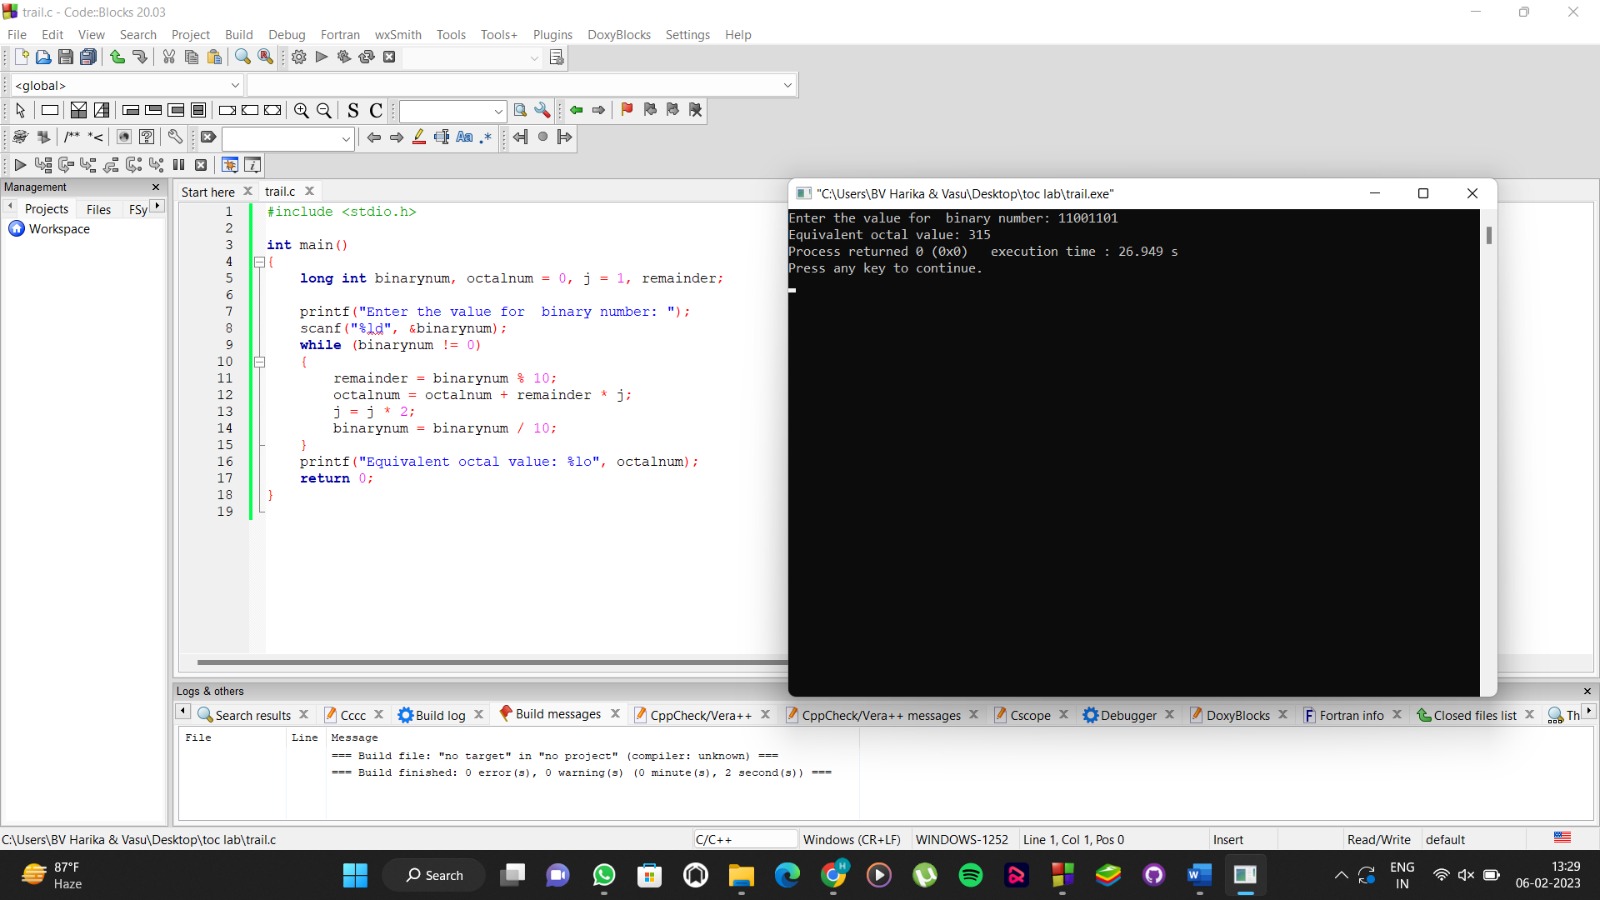 trail.c - Code::Blocks 20.03
File Edit View Search Project Build Debug Fortran wxSmith Tools Tools+ Plugins DoxyBlocks Settings Help
<global>
S C
/** *<
Aa .*
Management
Projects Files FSy
Workspace
Start here trail.c
1 #include <stdio.h>
2
3 int main()
4 {
5 long int binarynum, octalnum = 0, j = 1, remainder;
6
7 printf("Enter the value for  binary number: ");
8 scanf("%ld", &binarynum);
9 while (binarynum != 0)
10 {
11 remainder = binarynum % 10;
12 octalnum = octalnum + remainder * j;
13 j = j * 2;
14 binarynum = binarynum / 10;
15 }
16 printf("Equivalent octal value: %lo", octalnum);
17 return 0;
18 }
19
"C:\Users\BV Harika & Vasu\Desktop\toc lab\trail.exe"
Enter the value for  binary number: 11001101
Equivalent octal value: 315
Process returned 0 (0x0)   execution time : 26.949 s
Press any key to continue.
Logs & others
Search results Cccc Build log Build messages CppCheck/Vera++ CppCheck/Vera++ messages Cscope Debugger DoxyBlocks Fortran info Closed files list Th
File Line Message
=== Build file: "no target" in "no project" (compiler: unknown) ===
=== Build finished: 0 error(s), 0 warning(s) (0 minute(s), 2 second(s)) ===
C:\Users\BV Harika & Vasu\Desktop\toc lab\trail.c C/C++ Windows (CR+LF) WINDOWS-1252 Line 1, Col 1, Pos 0 Insert Read/Write default
87°F
Haze
Search
ENG
IN
13:29
06-02-2023